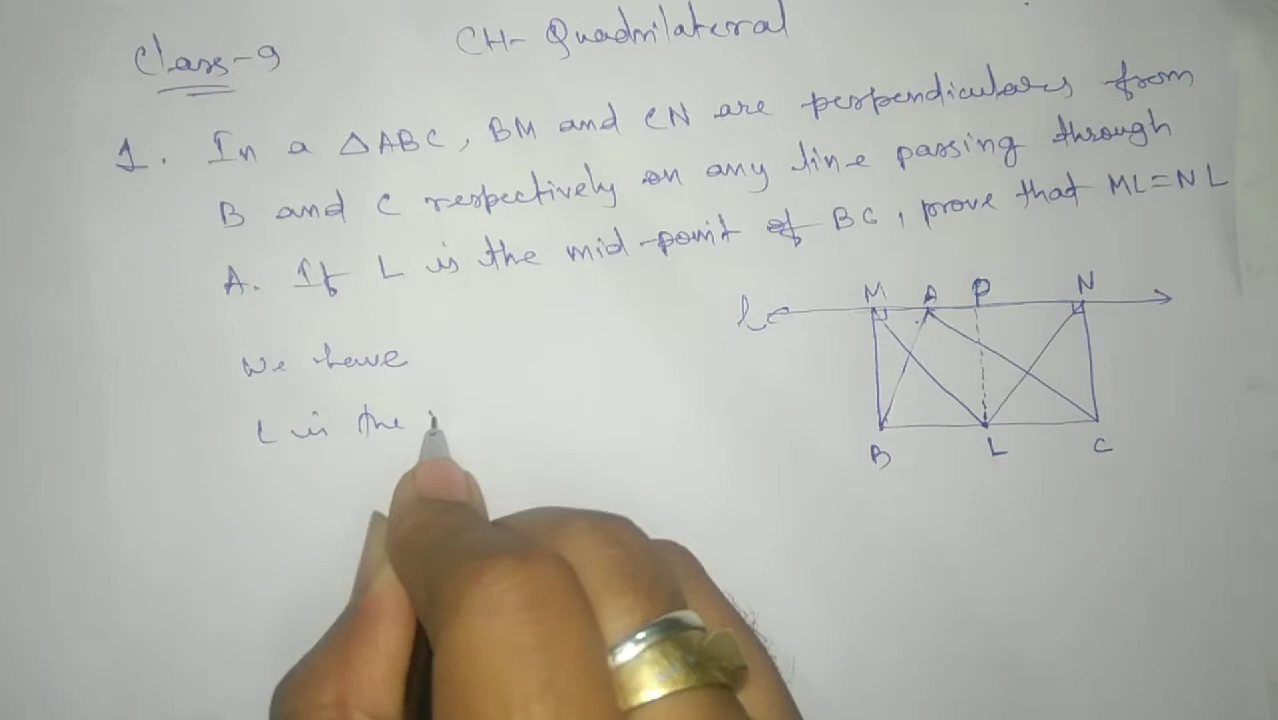 Class-9
CH- Quadrilateral
1. In a △ABC, BM and CN are perpendiculars from
B and C respectively on any line passing through
A. If L is the mid-point of BC, prove that ML=NL
l M A P N
B L C
We have
L is the